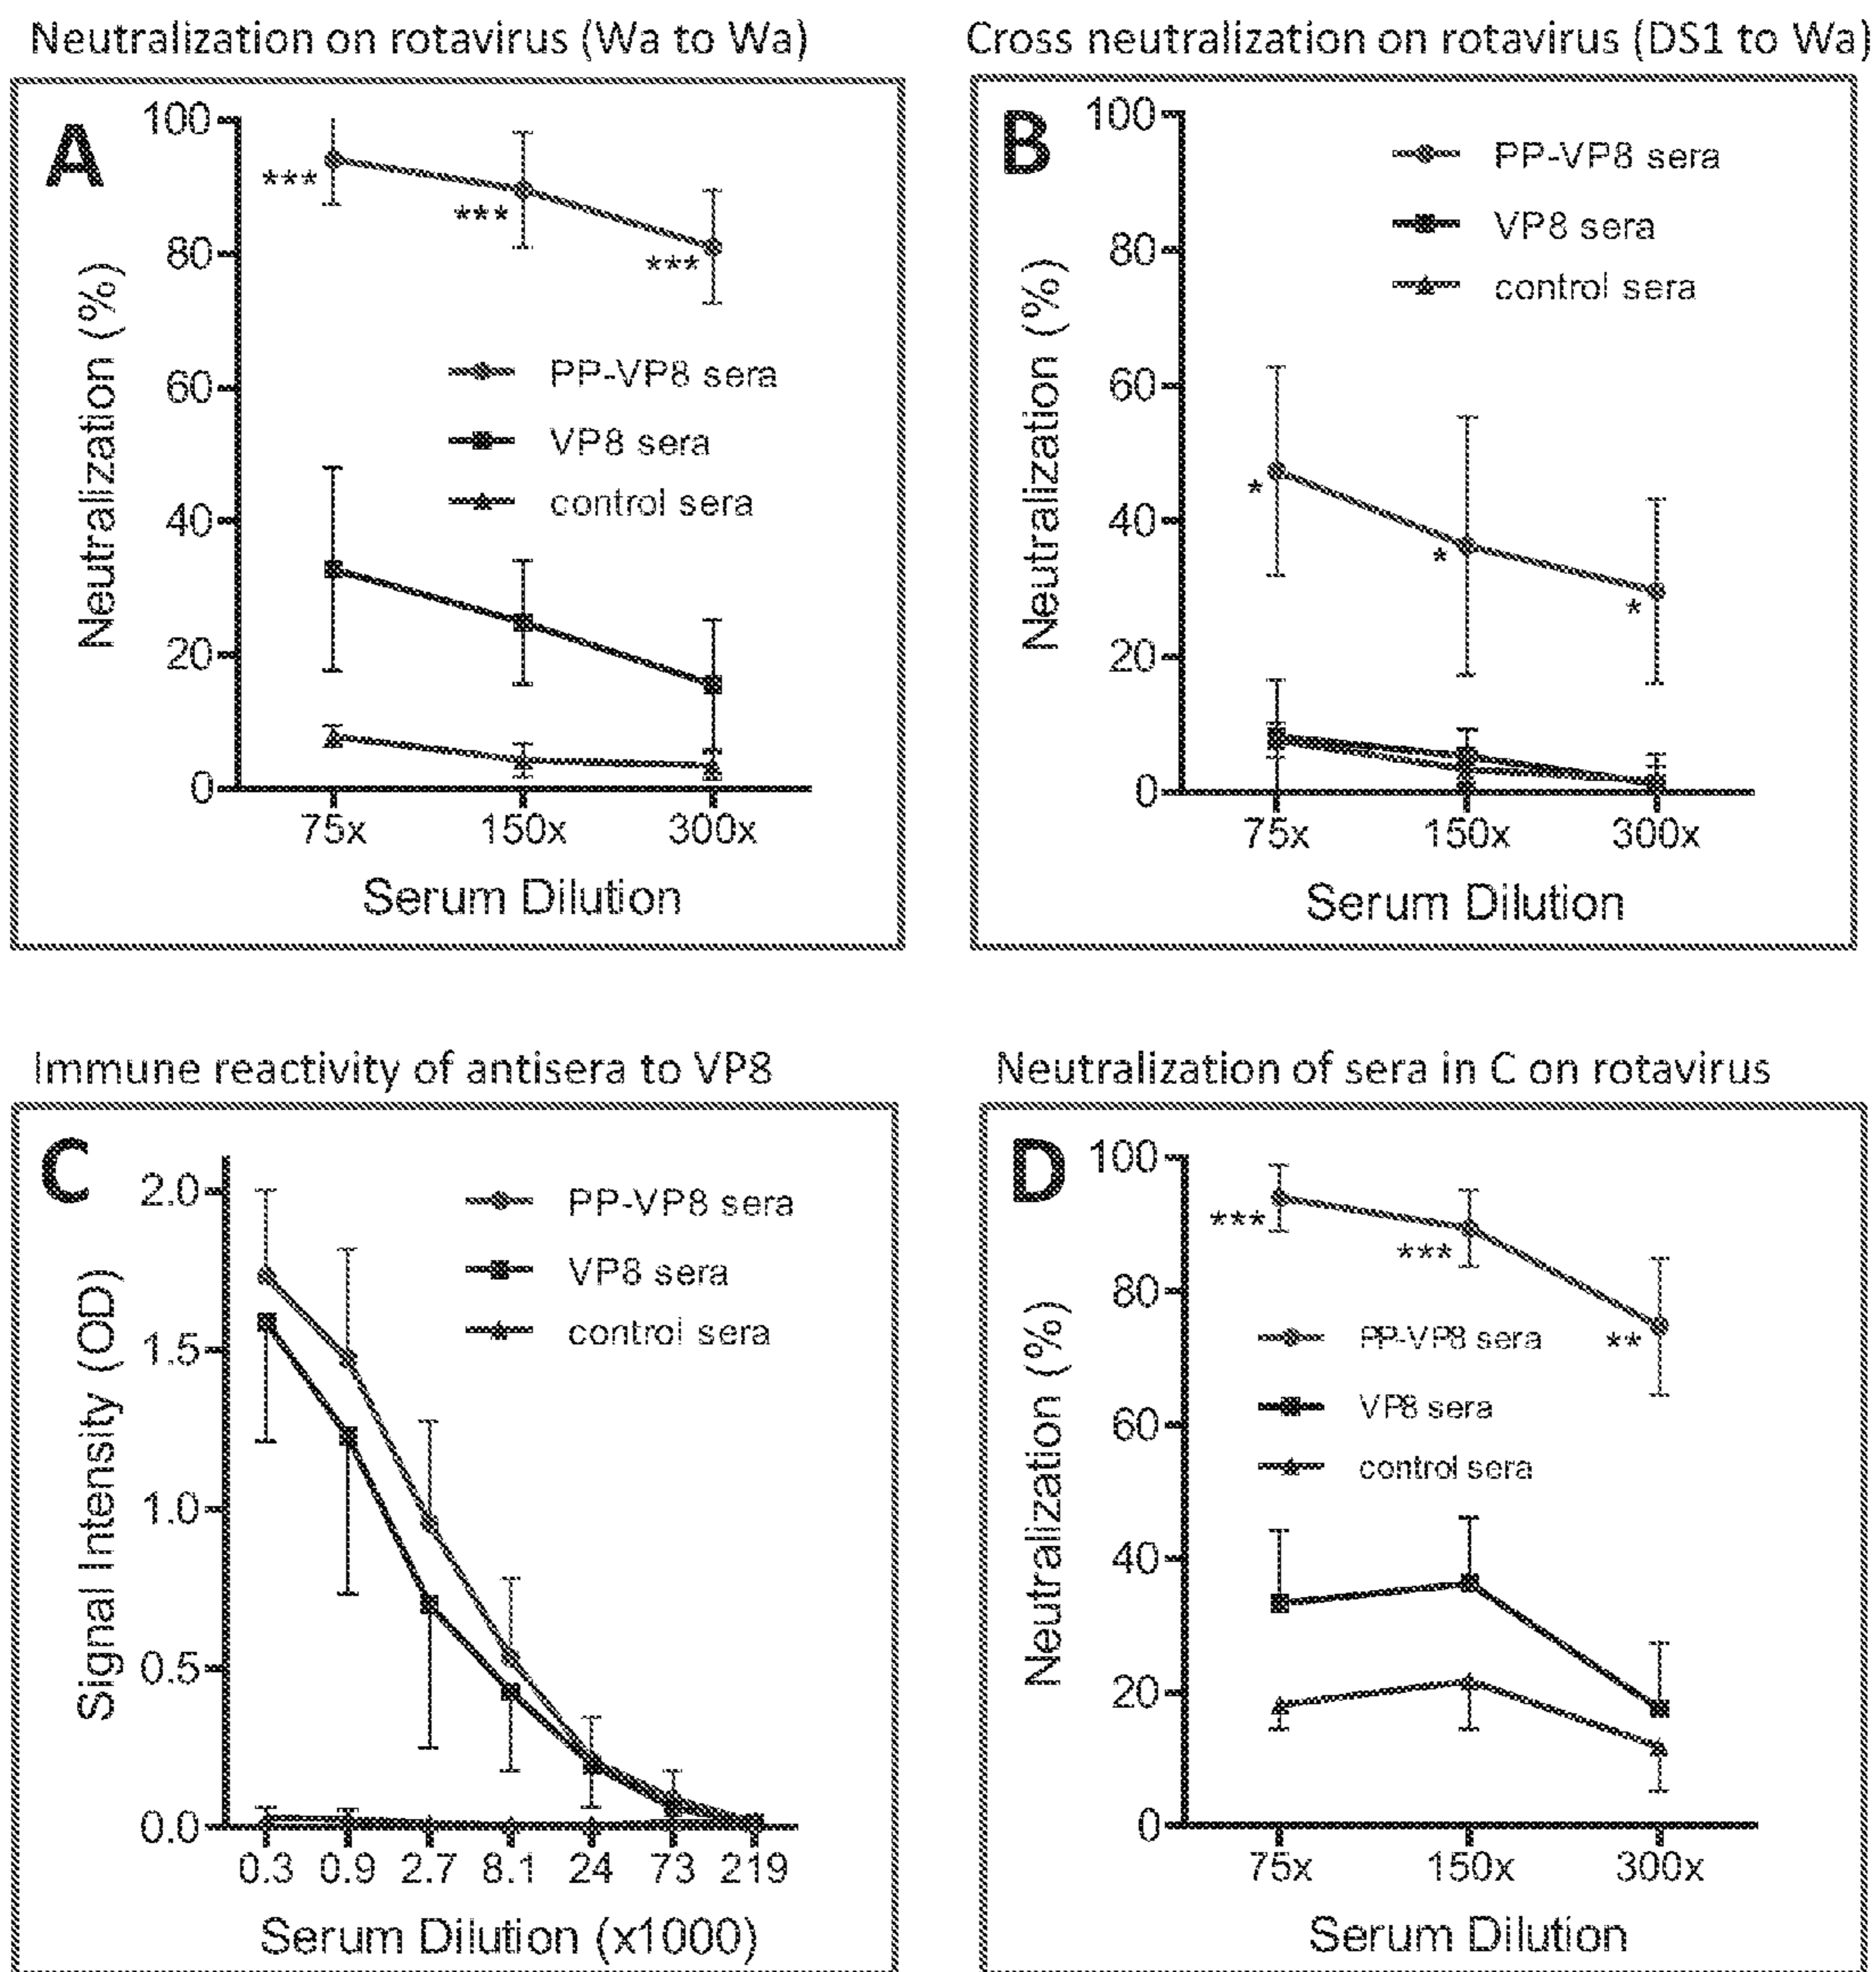 Neutralization on rotavirus (Wa to Wa)
A
100
80
60
40
20
0
Neutralization (%)
***
***
***
PP-VP8 sera
VP8 sera
control sera
75x 150x 300x
Serum Dilution
Cross neutralization on rotavirus (DS1 to Wa)
B
100
80
60
40
20
0
Neutralization (%)
PP-VP8 sera
VP8 sera
control sera
*
*
*
75x 150x 300x
Serum Dilution
Immune reactivity of antisera to VP8
C
2.0
1.5
1.0
0.5
0.0
Signal Intensity (OD)
PP-VP8 sera
VP8 sera
control sera
0.3 0.9 2.7 8.1 24 73 219
Serum Dilution (x1000)
Neutralization of sera in C on rotavirus
D
100
80
60
40
20
0
Neutralization (%)
***
***
**
PP-VP8 sera
VP8 sera
control sera
75x 150x 300x
Serum Dilution